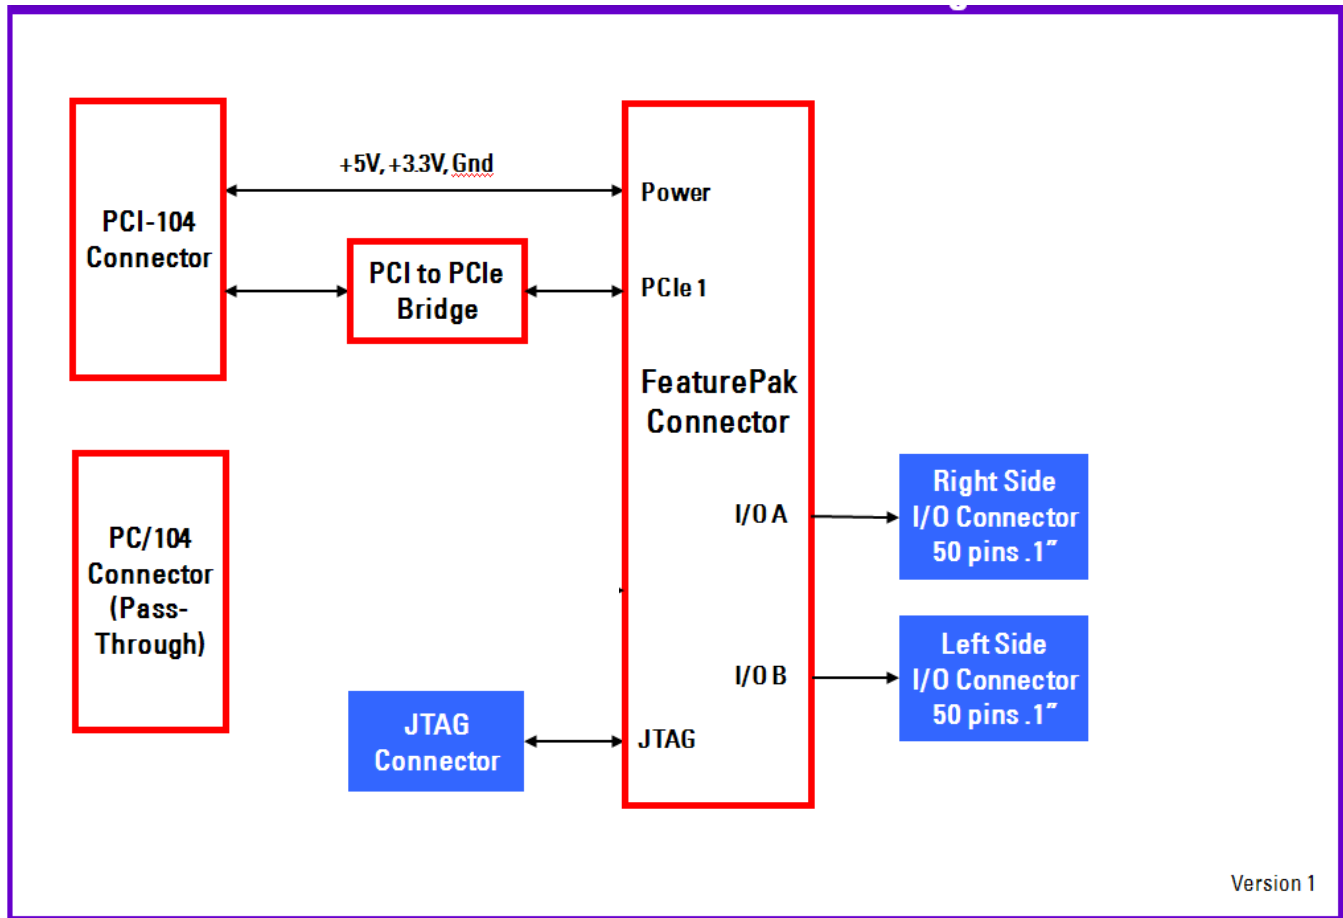 +5V, +3.3V, Gnd
PCI-104
Connector
Power
PCI to PCIe
Bridge
PCIe 1
FeaturePak
Connector
PC/104
Connector
(Pass-
Through)
I/O A
Right Side
I/O Connector
50 pins .1"
I/O B
Left Side
I/O Connector
50 pins .1"
JTAG
Connector
JTAG
Version 1